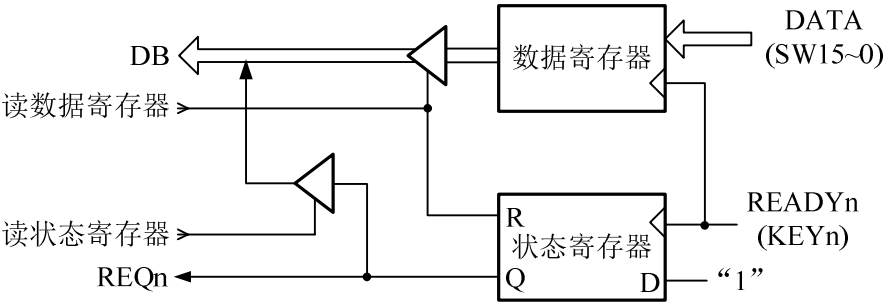 DATA
(SW15~0)
DB
数据寄存器
读数据寄存器
READYn
(KEYn)
R
状态寄存器
读状态寄存器
REQn
Q
D
“1”